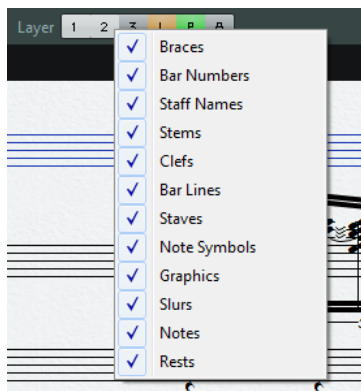 Layer 1 2 3 L P A
Braces
Bar Numbers
Staff Names
Stems
Clefs
Bar Lines
Staves
Note Symbols
Graphics
Slurs
Notes
Rests